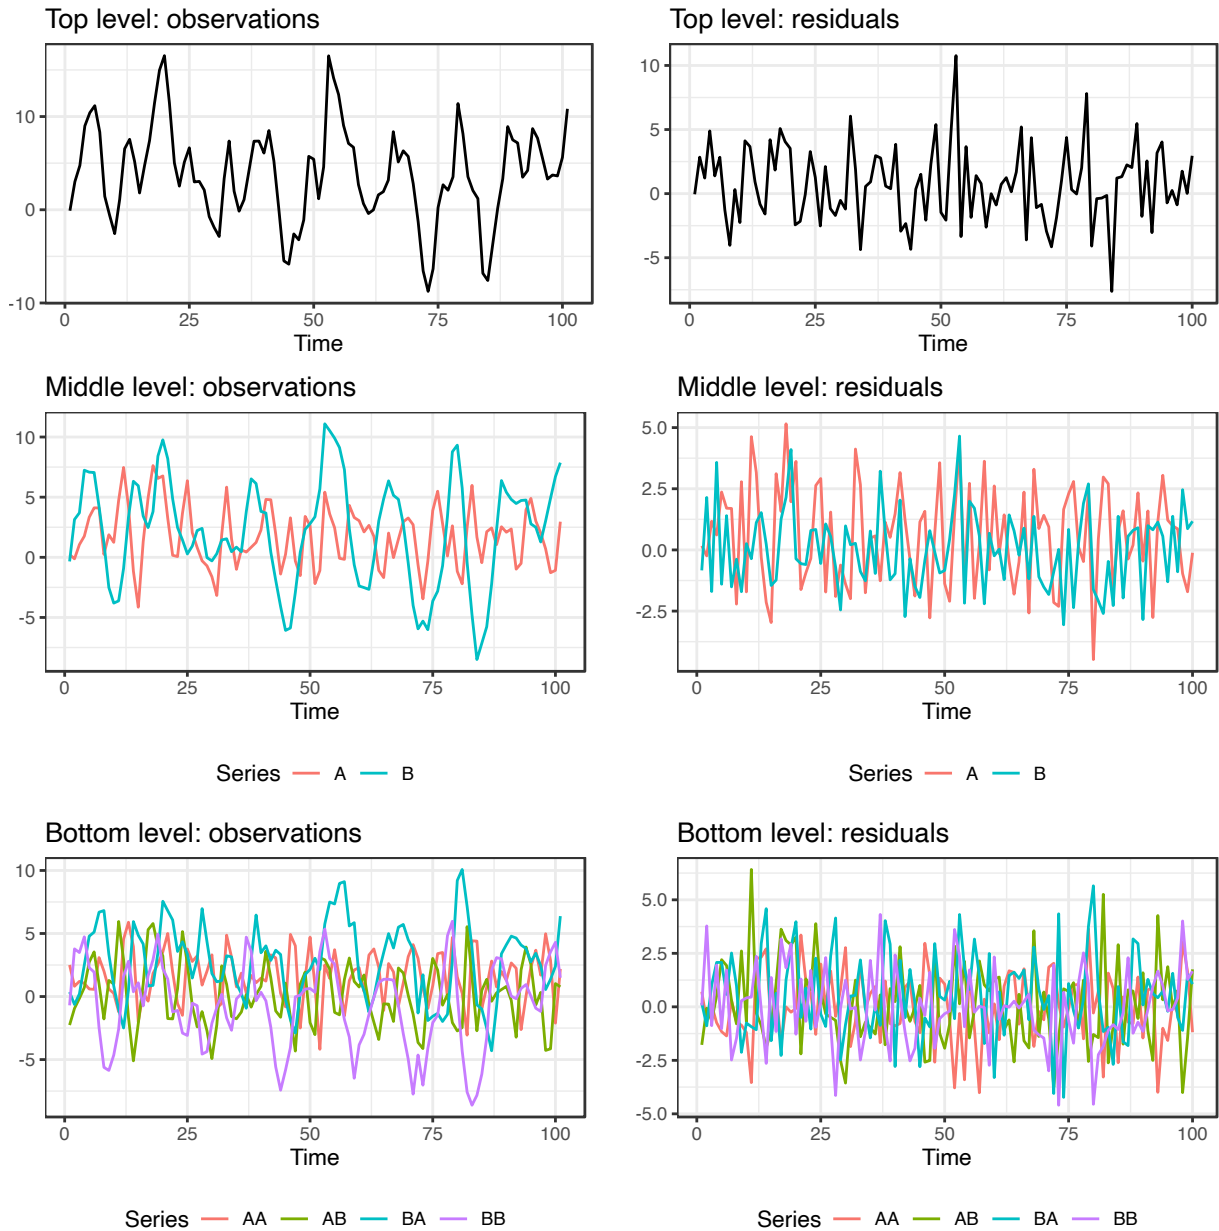 Top level: observations
Top level: residuals
10
0
-10
0 25 50 75 100
Time
10
5
0
-5
0 25 50 75 100
Time
Middle level: observations
Middle level: residuals
10
5
0
-5
0 25 50 75 100
Time
5.0
2.5
0.0
-2.5
0 25 50 75 100
Time
Series A B
Series A B
Bottom level: observations
Bottom level: residuals
10
5
0
-5
0 25 50 75 100
Time
5.0
2.5
0.0
-2.5
-5.0
0 25 50 75 100
Time
Series AA AB BA BB
Series AA AB BA BB